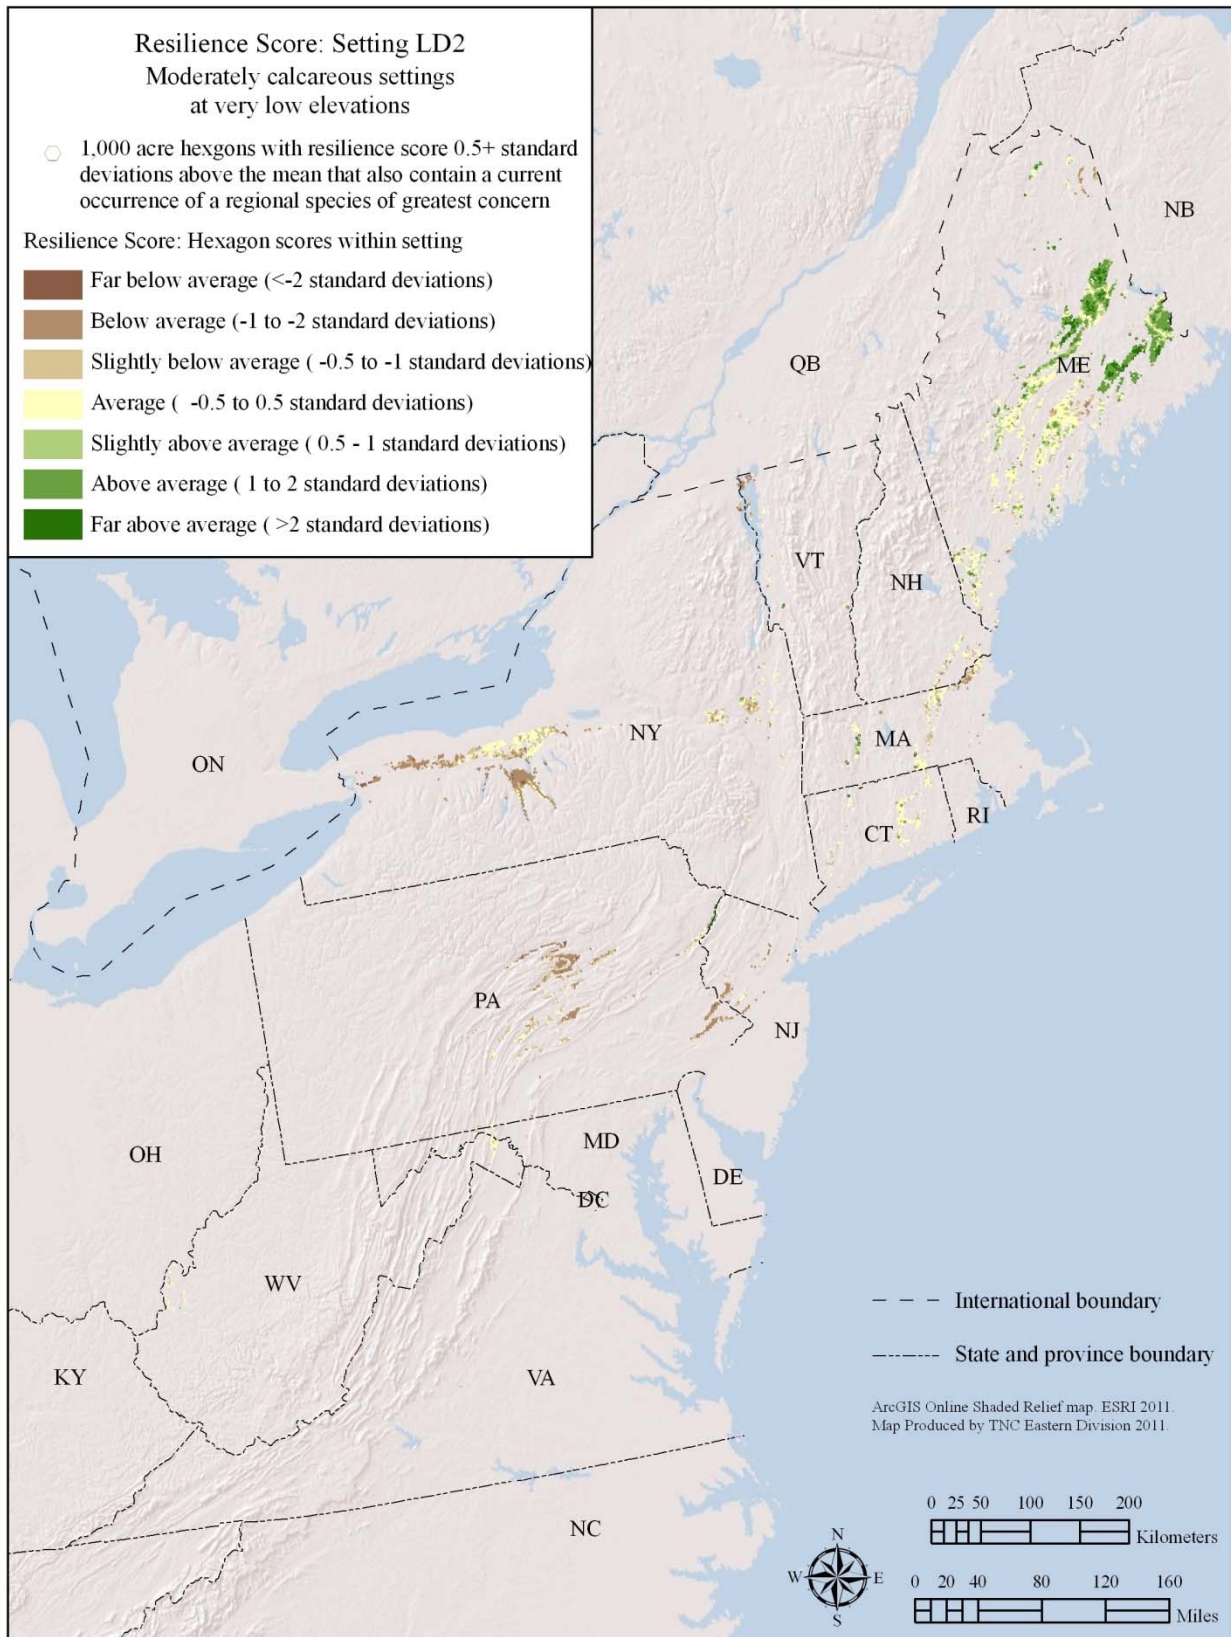 Resilience Score: Setting LD2
Moderately calcareous settings
at very low elevations
1,000 acre hexgons with resilience score 0.5+ standard
deviations above the mean that also contain a current
occurrence of a regional species of greatest concern
Resilience Score: Hexagon scores within setting
Far below average (<-2 standard deviations)
Below average (-1 to -2 standard deviations)
Slightly below average ( -0.5 to -1 standard deviations)
Average ( -0.5 to 0.5 standard deviations)
Slightly above average ( 0.5 - 1 standard deviations)
Above average ( 1 to 2 standard deviations)
Far above average ( >2 standard deviations)
NB
QB
ME
VT
NH
ON
NY
MA
CT
RI
PA
NJ
OH
MD
DE
DC
WV
KY
VA
NC
International boundary
State and province boundary
ArcGIS Online Shaded Relief map. ESRI 2011.
Map Produced by TNC Eastern Division 2011.
N
W
E
S
0 25 50 100 150 200
Kilometers
0 20 40 80 120 160
Miles